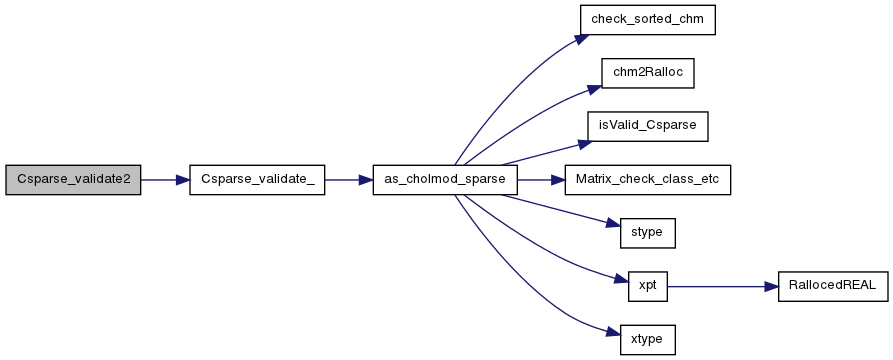 check_sorted_chm
chm2Ralloc
isValid_Csparse
Csparse_validate2
Csparse_validate_
as_cholmod_sparse
Matrix_check_class_etc
stype
xpt
RallocedREAL
xtype